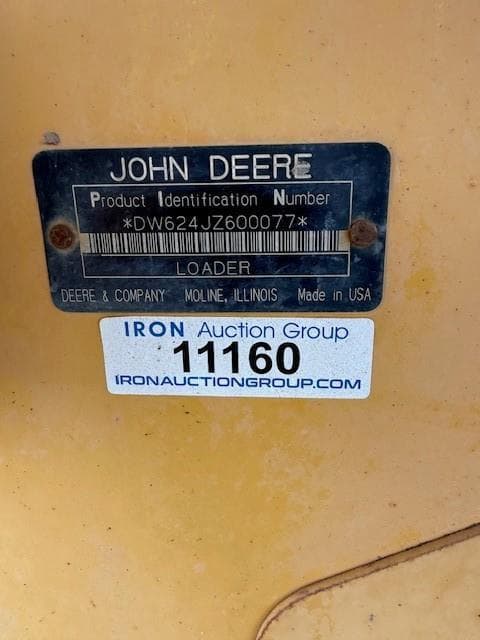 JOHN DEERE
Product Identification Number
*DW624JZ600077*
LOADER
DEERE & COMPANY MOLINE, ILLINOIS Made in USA
IRON Auction Group
11160
IRONAUCTIONGROUP.COM